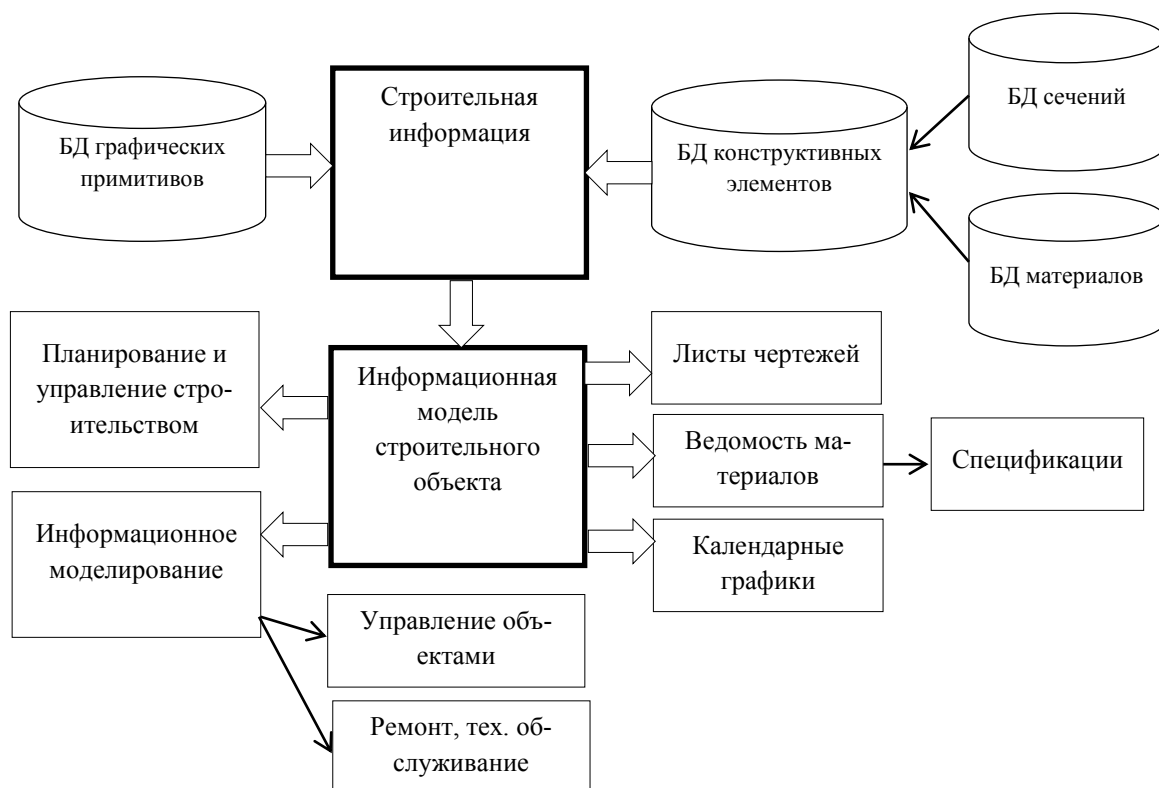 Строительная
информация
БД графических
примитивов
БД конструктивных
элементов
БД сечений
БД материалов
Планирование и
управление стро-
ительством
Информационная
модель
строительного
объекта
Листы чертежей
Ведомость ма-
териалов
Спецификации
Информационное
моделирование
Календарные
графики
Управление объ-
ектами
Ремонт, тех. об-
служивание